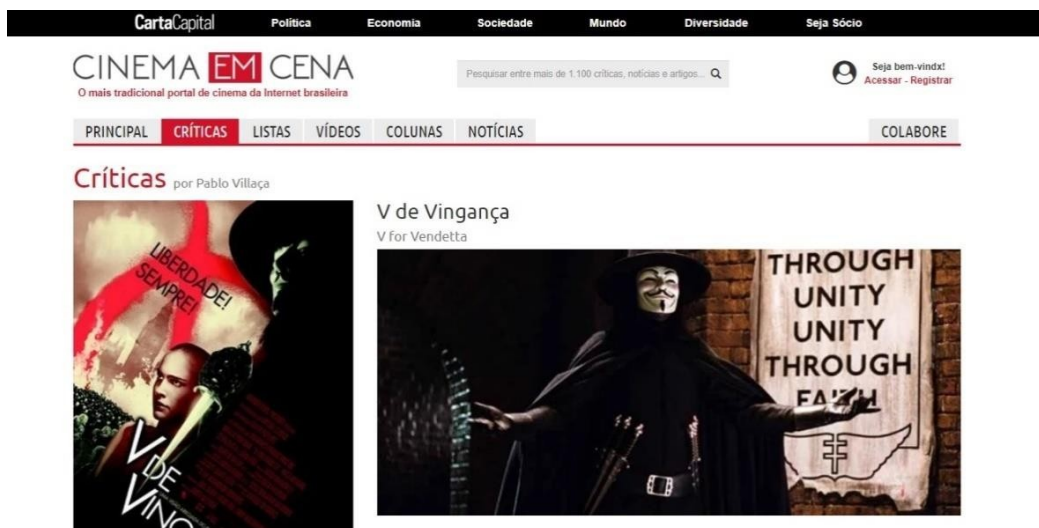 CartaCapital Política Economia Sociedade Mundo Diversidade Seja Sócio
CINEMA EM CENA
O mais tradicional portal de cinema da Internet brasileira
Pesquisar entre mais de 1.100 críticas, notícias e artigos...
Seja bem-vindx!
Acessar - Registrar
PRINCIPAL CRÍTICAS LISTAS VÍDEOS COLUNAS NOTÍCIAS COLABORE
Críticas por Pablo Villaça
LIBERDADE!
SEMPRE!
V DE
V de Vingança
V for Vendetta
THROUGH
UNITY
UNITY
THROUGH
FAITH